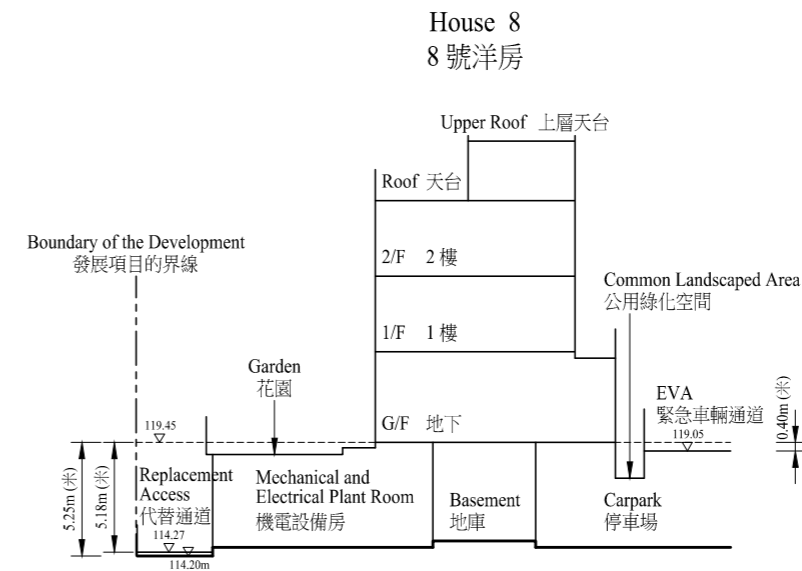 House 8
8 號洋房
Upper Roof 上層天台
Roof 天台
Boundary of the Development
發展項目的界線
2/F 2 樓
Common Landscaped Area
公用綠化空間
1/F 1 樓
Garden
花園
EVA
緊急車輛通道
0.40m (米)
G/F 地下
119.45
119.05
5.25m (米)
5.18m (米)
Replacement
Access
代替通道
114.27
114.20m
Mechanical and
Electrical Plant Room
機電設備房
Basement
地庫
Carpark
停車場